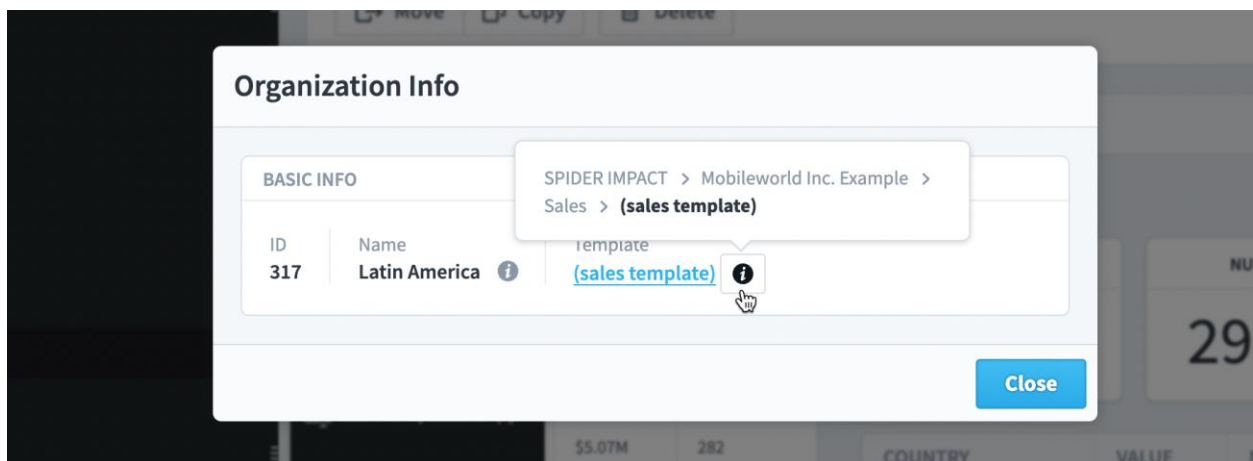 Move Copy Delete
Organization Info
BASIC INFO
SPIDER IMPACT > Mobileworld Inc. Example >
Sales > (sales template)
ID Name Template
317 Latin America i (sales template) i
NU
29
Close
$5.07M 282
COUNTRY VALUE